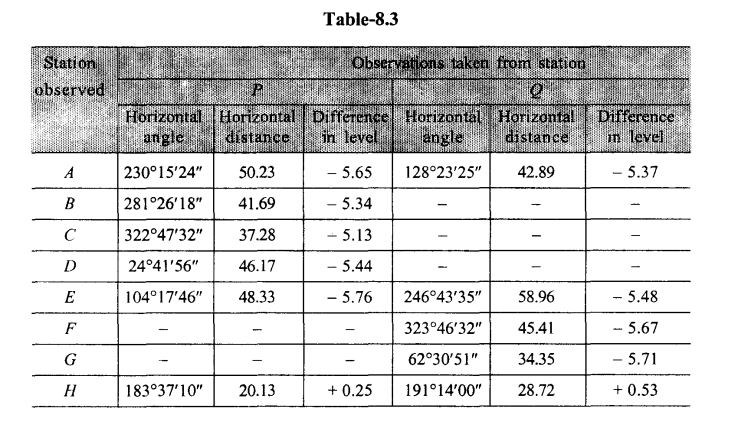 Table-8.3
Station observed Observations taken from station
P Q
Horizontal angle Horizontal distance Difference in level Horizontal angle Horizontal distance Difference in level
A 230°15′24″ 50.23 – 5.65 128°23′25″ 42.89 – 5.37
B 281°26′18″ 41.69 – 5.34 – – –
C 322°47′32″ 37.28 – 5.13 – – –
D 24°41′56″ 46.17 – 5.44 – – –
E 104°17′46″ 48.33 – 5.76 246°43′35″ 58.96 – 5.48
F – – – 323°46′32″ 45.41 – 5.67
G – – – 62°30′51″ 34.35 – 5.71
H 183°37′10″ 20.13 + 0.25 191°14′00″ 28.72 + 0.53